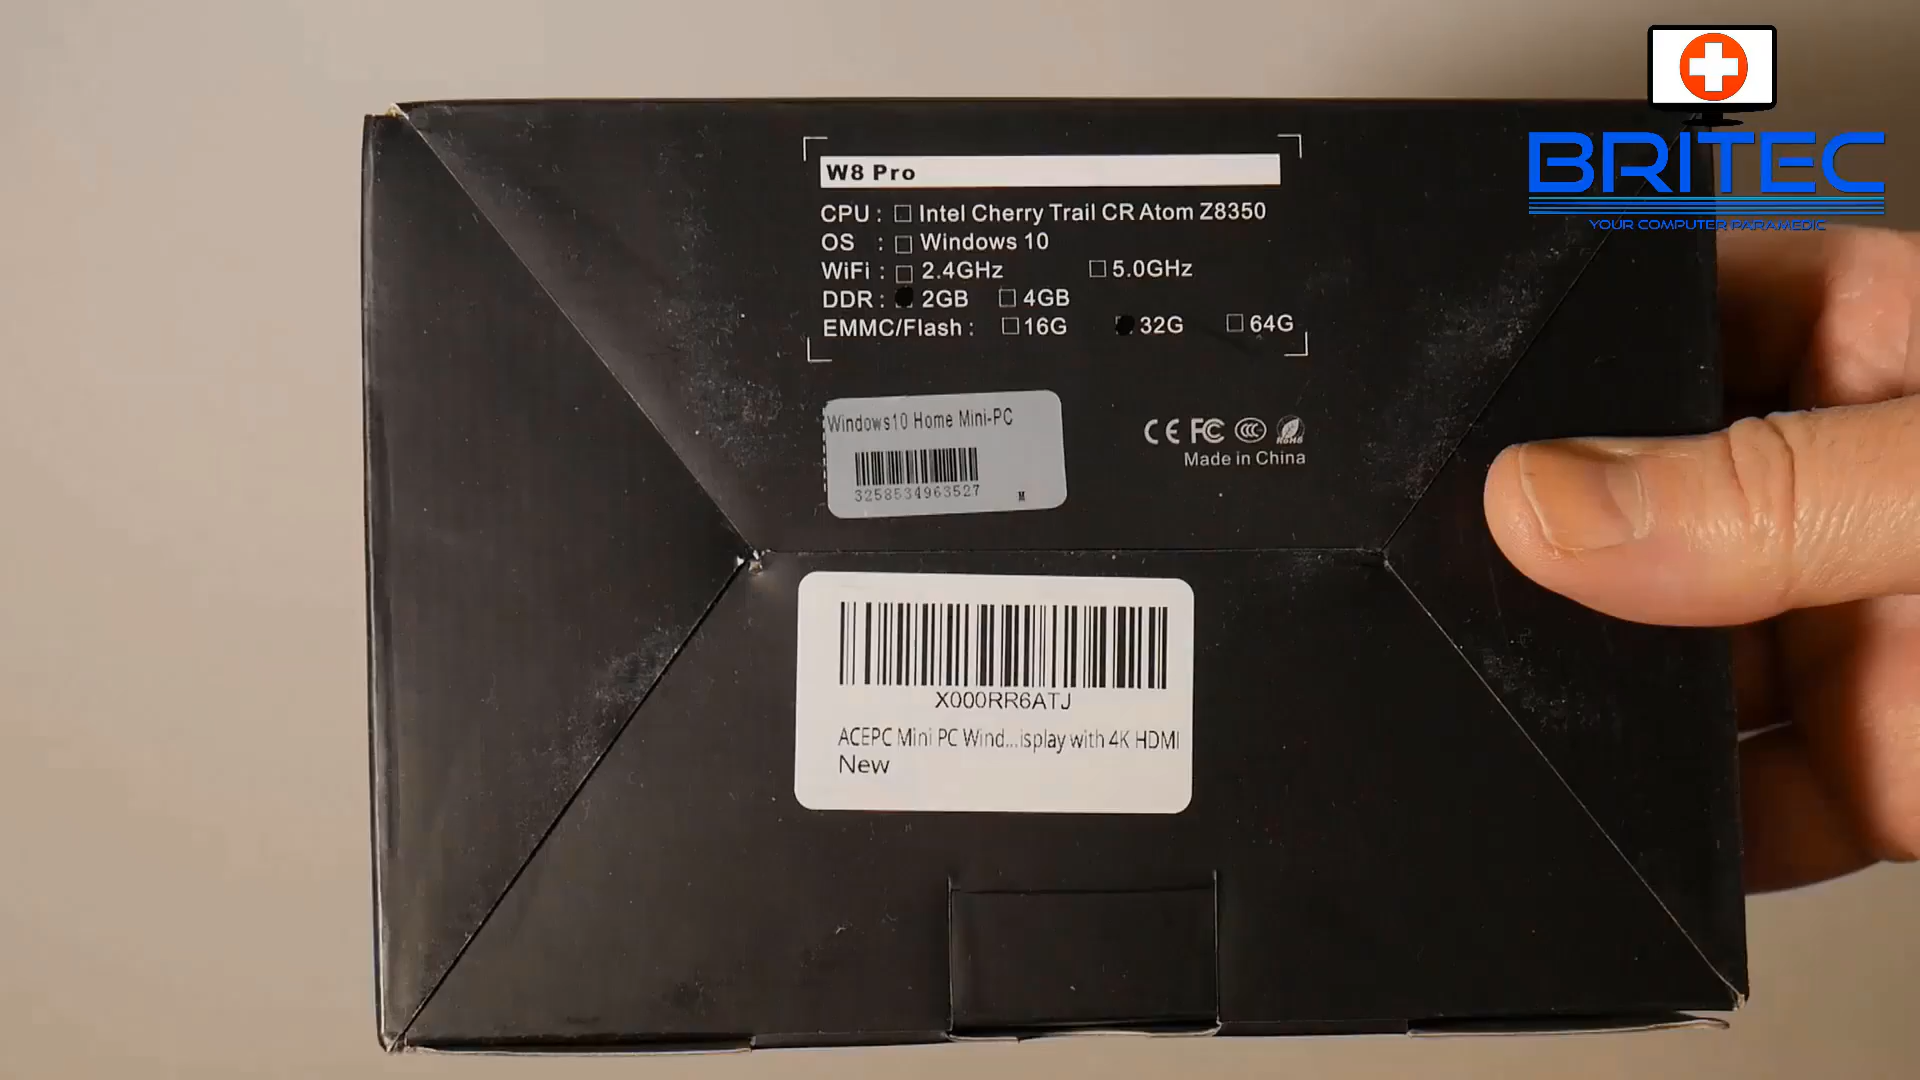 BRITEC
YOUR COMPUTER PARAMEDIC
W8 Pro
CPU : □ Intel Cherry Trail CR Atom Z8350
OS : □ Windows 10
WiFi : □ 2.4GHz □ 5.0GHz
DDR : ■ 2GB □ 4GB
EMMC/Flash : □ 16G ■ 32G □ 64G
Windows10 Home Mini-PC
3258534963527
M
CE FC CCC RoHS
Made in China
X000RR6ATJ
ACEPC Mini PC Wind...isplay with 4K HDMI
New